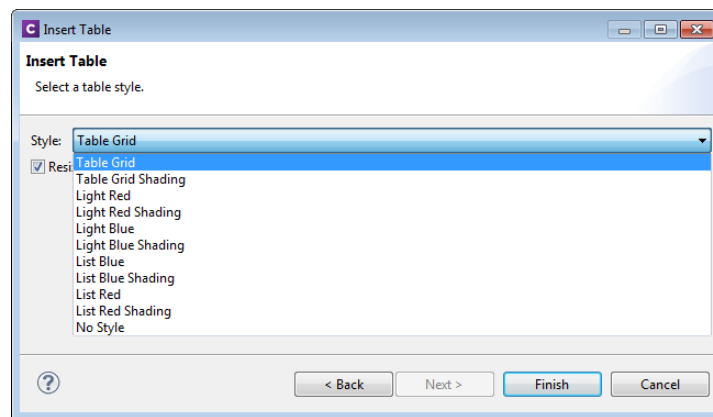 C Insert Table
Insert Table
Select a table style.
Style: Table Grid
Resi
Table Grid
Table Grid Shading
Light Red
Light Red Shading
Light Blue
Light Blue Shading
List Blue
List Blue Shading
List Red
List Red Shading
No Style
? < Back Next > Finish Cancel